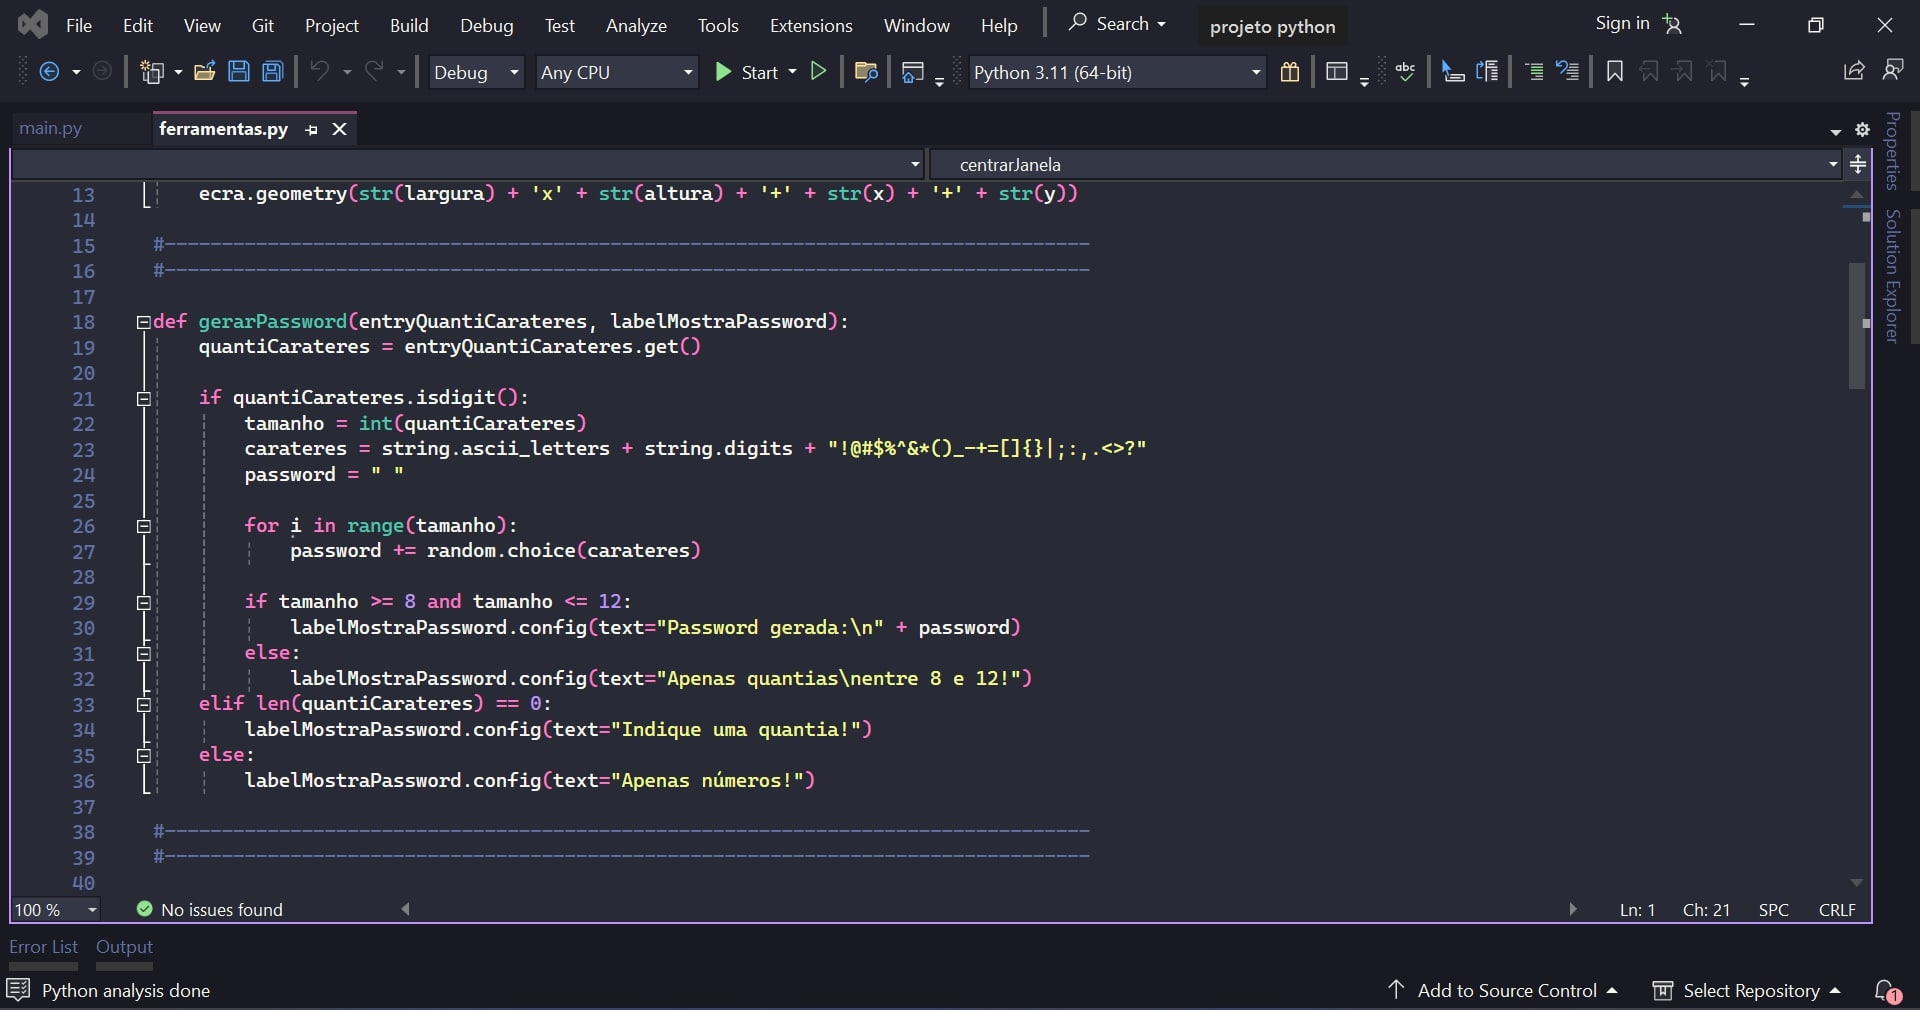 File Edit View Git Project Build Debug Test Analyze Tools Extensions Window Help Search projeto python Sign in
Debug Any CPU Start Python 3.11 (64-bit) abc
main.py ferramentas.py
centrarJanela
13 ecra.geometry(str(largura) + 'x' + str(altura) + '+' + str(x) + '+' + str(y))
14
15 #---------------------------------------------------------------------------------
16 #---------------------------------------------------------------------------------
17
18 def gerarPassword(entryQuantiCarateres, labelMostraPassword):
19 quantiCarateres = entryQuantiCarateres.get()
20
21 if quantiCarateres.isdigit():
22 tamanho = int(quantiCarateres)
23 carateres = string.ascii_letters + string.digits + "!@#$%^&*()_-+=[]{}|;:,.<>?"
24 password = " "
25
26 for i in range(tamanho):
27 password += random.choice(carateres)
28
29 if tamanho >= 8 and tamanho <= 12:
30 labelMostraPassword.config(text="Password gerada:\n" + password)
31 else:
32 labelMostraPassword.config(text="Apenas quantias\nentre 8 e 12!")
33 elif len(quantiCarateres) == 0:
34 labelMostraPassword.config(text="Indique uma quantia!")
35 else:
36 labelMostraPassword.config(text="Apenas números!")
37
38 #---------------------------------------------------------------------------------
39 #---------------------------------------------------------------------------------
40
100 % No issues found Ln: 1 Ch: 21 SPC CRLF
Error List Output
Python analysis done Add to Source Control Select Repository 1
Properties
Solution Explorer